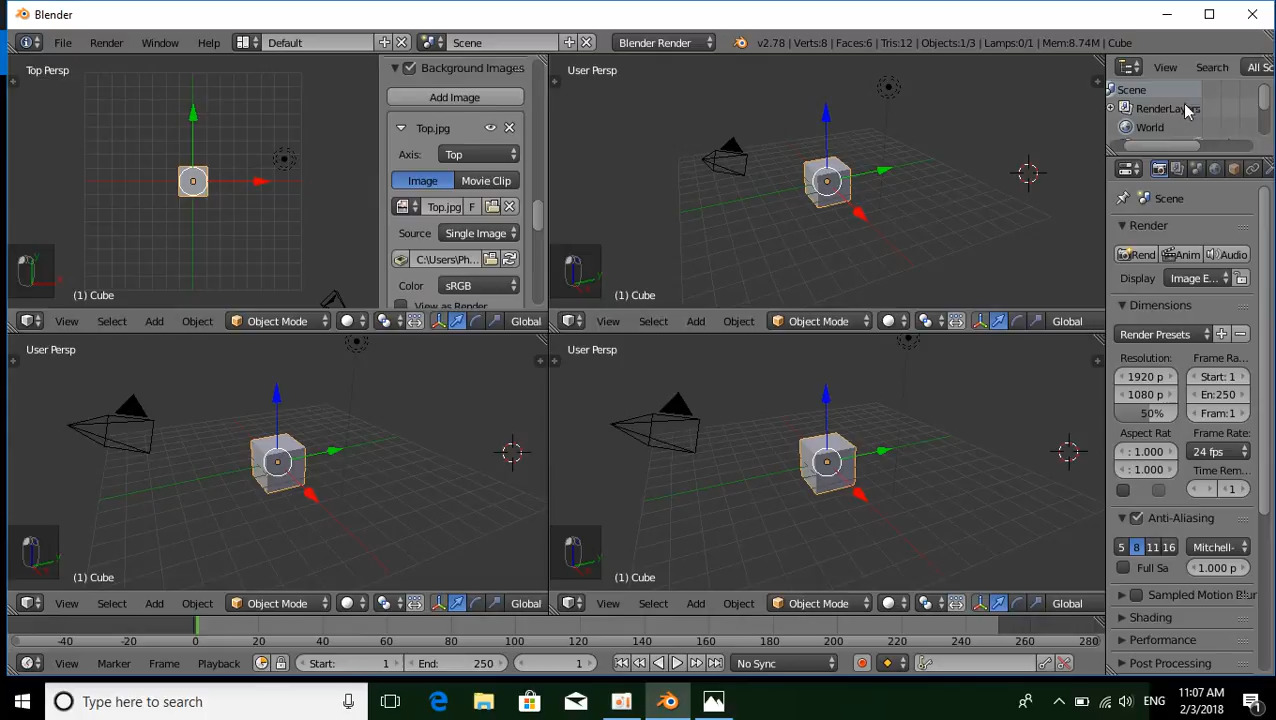 Blender
File Render Window Help Default Scene Blender Render v2.78 | Verts:8 | Faces:6 | Tris:12 | Objects:1/3 | Lamps:0/1 | Mem:8.74M | Cube
Top Persp
Background Images
Add Image
Top.jpg
Axis: Top
Image Movie Clip
Top.jpg F
Source Single Image
C:\Users\Ph...
Color sRGB
View as Render
(1) Cube
View Select Add Object Object Mode Global
User Persp
(1) Cube
View Select Add Object Object Mode Global
User Persp
(1) Cube
View Select Add Object Object Mode Global
User Persp
(1) Cube
View Select Add Object Object Mode Global
View Search All Sc
Scene
RenderLayers
World
Scene
Render
Rend Anim Audio
Display Image E...
Dimensions
Render Presets
Resolution: Frame Ra...
1920 p Start: 1
1080 p En:250
50% Fram:1
Aspect Rat Frame Rate:
: 1.000 24 fps
: 1.000 Time Rem...
1
Anti-Aliasing
5 8 11 16 Mitchell-
Full Sa 1.000 p
Sampled Motion Blur
Shading
Performance
Post Processing
-40 -20 0 20 40 60 80 100 120 140 160 180 200 220 240 260 280
View Marker Frame Playback Start: 1 End: 250 1 No Sync
Type here to search
ENG
11:07 AM
2/3/2018
1